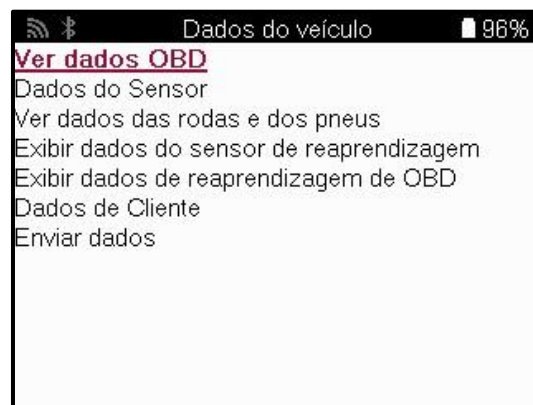 Dados do veículo 96%
Ver dados OBD
Dados do Sensor
Ver dados das rodas e dos pneus
Exibir dados do sensor de reaprendizagem
Exibir dados de reaprendizagem de OBD
Dados de Cliente
Enviar dados